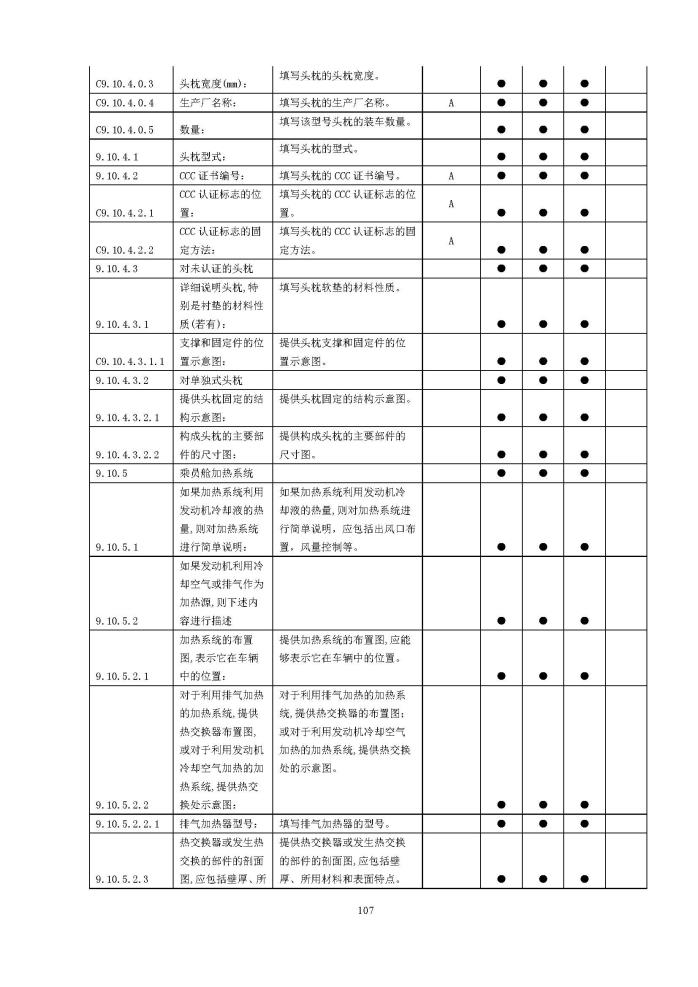 C9.10.4.0.3 头枕宽度(mm)： 填写头枕的头枕宽度。 ● ● ●
C9.10.4.0.4 生产厂名称： 填写头枕的生产厂名称。 A ● ● ●
C9.10.4.0.5 数量： 填写该型号头枕的装车数量。 ● ● ●
9.10.4.1 头枕型式： 填写头枕的型式。 ● ● ●
9.10.4.2 CCC 证书编号： 填写头枕的 CCC 证书编号。 A ● ● ●
CCC 认证标志的位 填写头枕的 CCC 认证标志的位
C9.10.4.2.1 置： 置。 A ● ● ●
CCC 认证标志的固 填写头枕的 CCC 认证标志的固
C9.10.4.2.2 定方法： 定方法。 A ● ● ●
9.10.4.3 对未认证的头枕 ● ● ●
详细说明头枕,特 填写头枕软垫的材料性质。
别是衬垫的材料性
9.10.4.3.1 质(若有)： ● ● ●
支撑和固定件的位 提供头枕支撑和固定件的位
C9.10.4.3.1.1 置示意图： 置示意图。 ● ● ●
9.10.4.3.2 对单独式头枕 ● ● ●
提供头枕固定的结 提供头枕固定的结构示意图。
9.10.4.3.2.1 构示意图： ● ● ●
构成头枕的主要部 提供构成头枕的主要部件的
9.10.4.3.2.2 件的尺寸图： 尺寸图。 ● ● ●
9.10.5 乘员舱加热系统 ● ● ●
如果加热系统利用 如果加热系统利用发动机冷
发动机冷却液的热 却液的热量,则对加热系统进
量,则对加热系统 行简单说明，应包括出风口布
9.10.5.1 进行简单说明： 置，风量控制等。 ● ● ●
如果发动机利用冷
却空气或排气作为
加热源,则下述内
9.10.5.2 容进行描述 ● ● ●
加热系统的布置 提供加热系统的布置图,应能
图,表示它在车辆 够表示它在车辆中的位置。
9.10.5.2.1 中的位置： ● ● ●
对于利用排气加热 对于利用排气加热的加热系
的加热系统,提供 统,提供热交换器的布置图；
热交换器布置图, 或对于利用发动机冷却空气
或对于利用发动机 加热的加热系统,提供热交换
冷却空气加热的加 处的示意图。
热系统,提供热交
9.10.5.2.2 换处示意图： ● ● ●
9.10.5.2.2.1 排气加热器型号： 填写排气加热器的型号。 ● ● ●
热交换器或发生热 提供热交换器或发生热交换
交换的部件的剖面 的部件的剖面图,应包括壁
9.10.5.2.3 图,应包括壁厚、所 厚、所用材料和表面特点。 ● ● ●
107